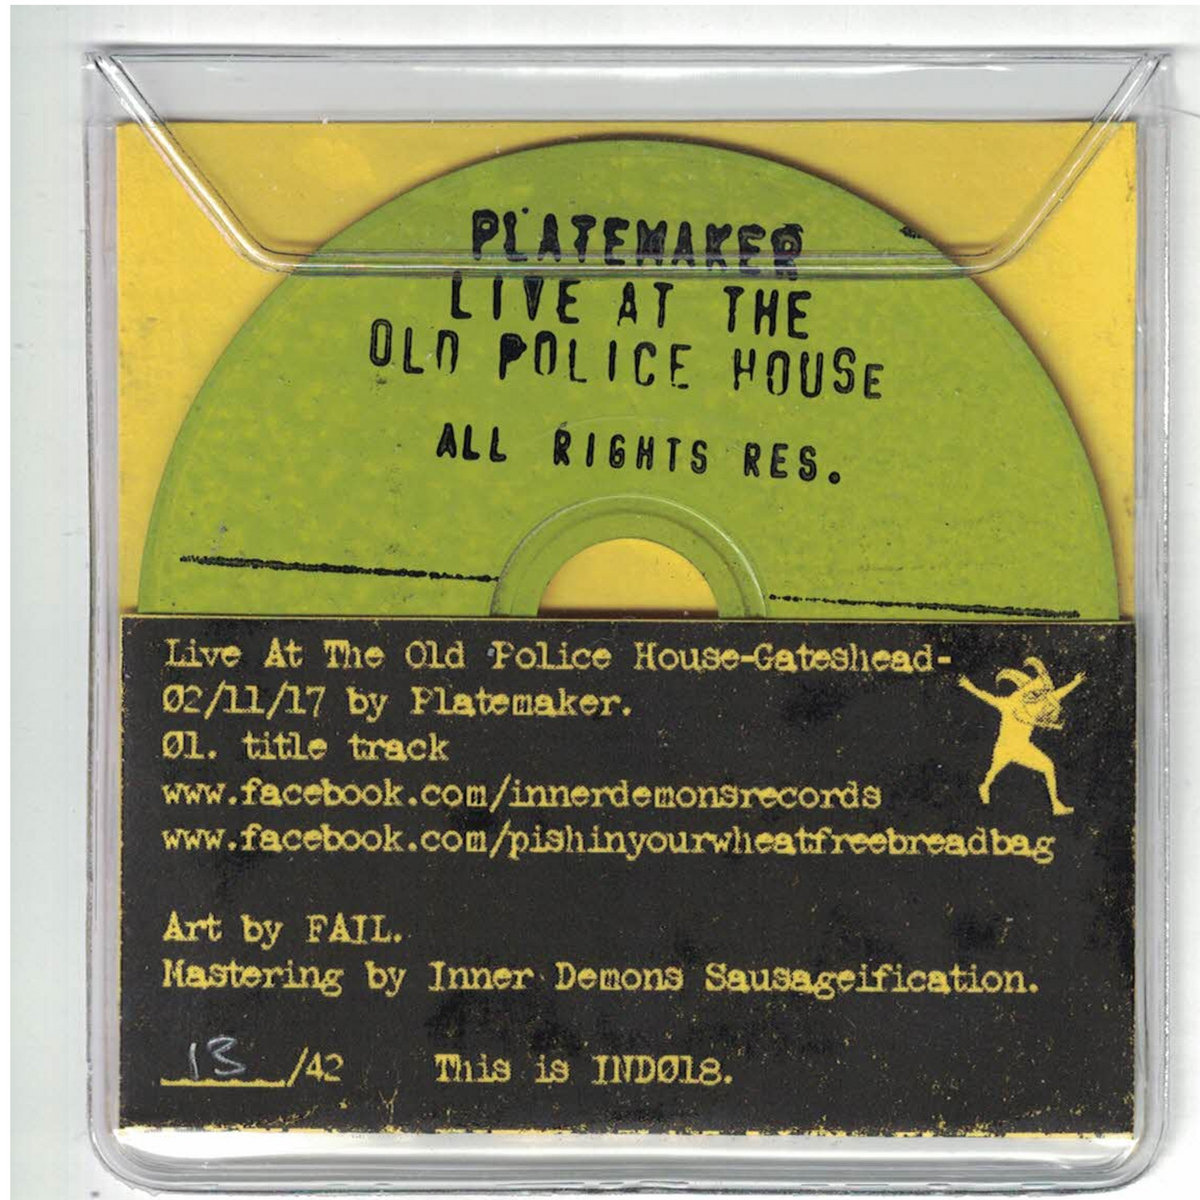 PLATEMAKER
LIVE AT THE
OLD POLICE HOUSE
ALL RIGHTS RES.
Live At The Old Police House-Gateshead-
02/11/17 by Platemaker.
01. title track
www.facebook.com/innerdemonsrecords
www.facebook.com/pishinyourwheatfreebreadbag
Art by FAIL.
Mastering by Inner Demons Sausageification.
13/42 This is IND018.